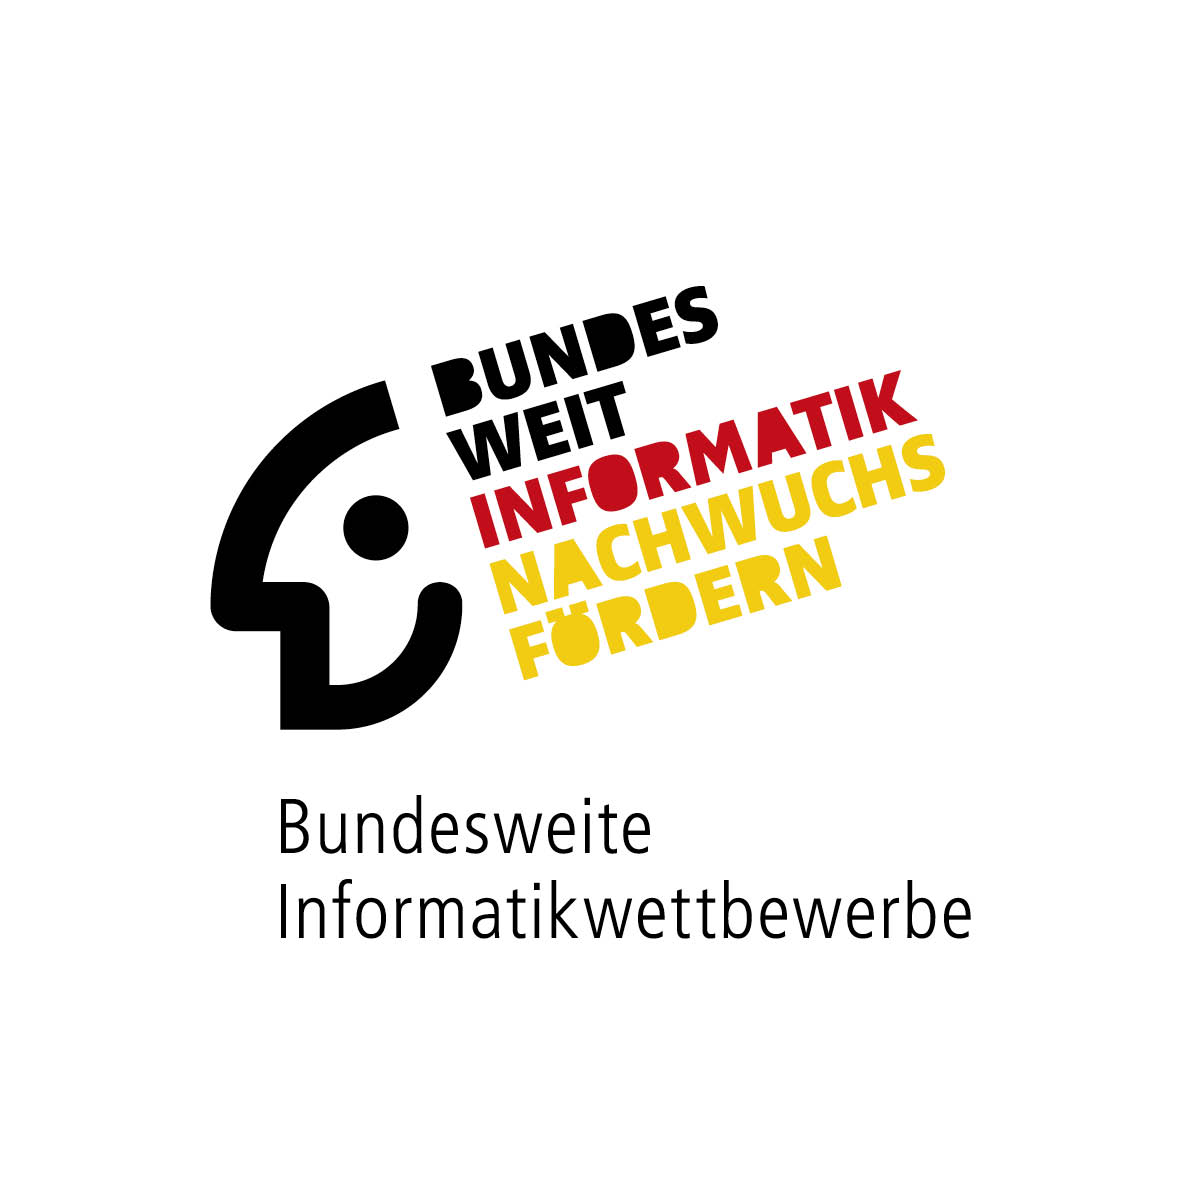 BUNDES
WEIT
INFORMATIK
NACHWUCHS
FÖRDERN
Bundesweite
Informatikwettbewerbe